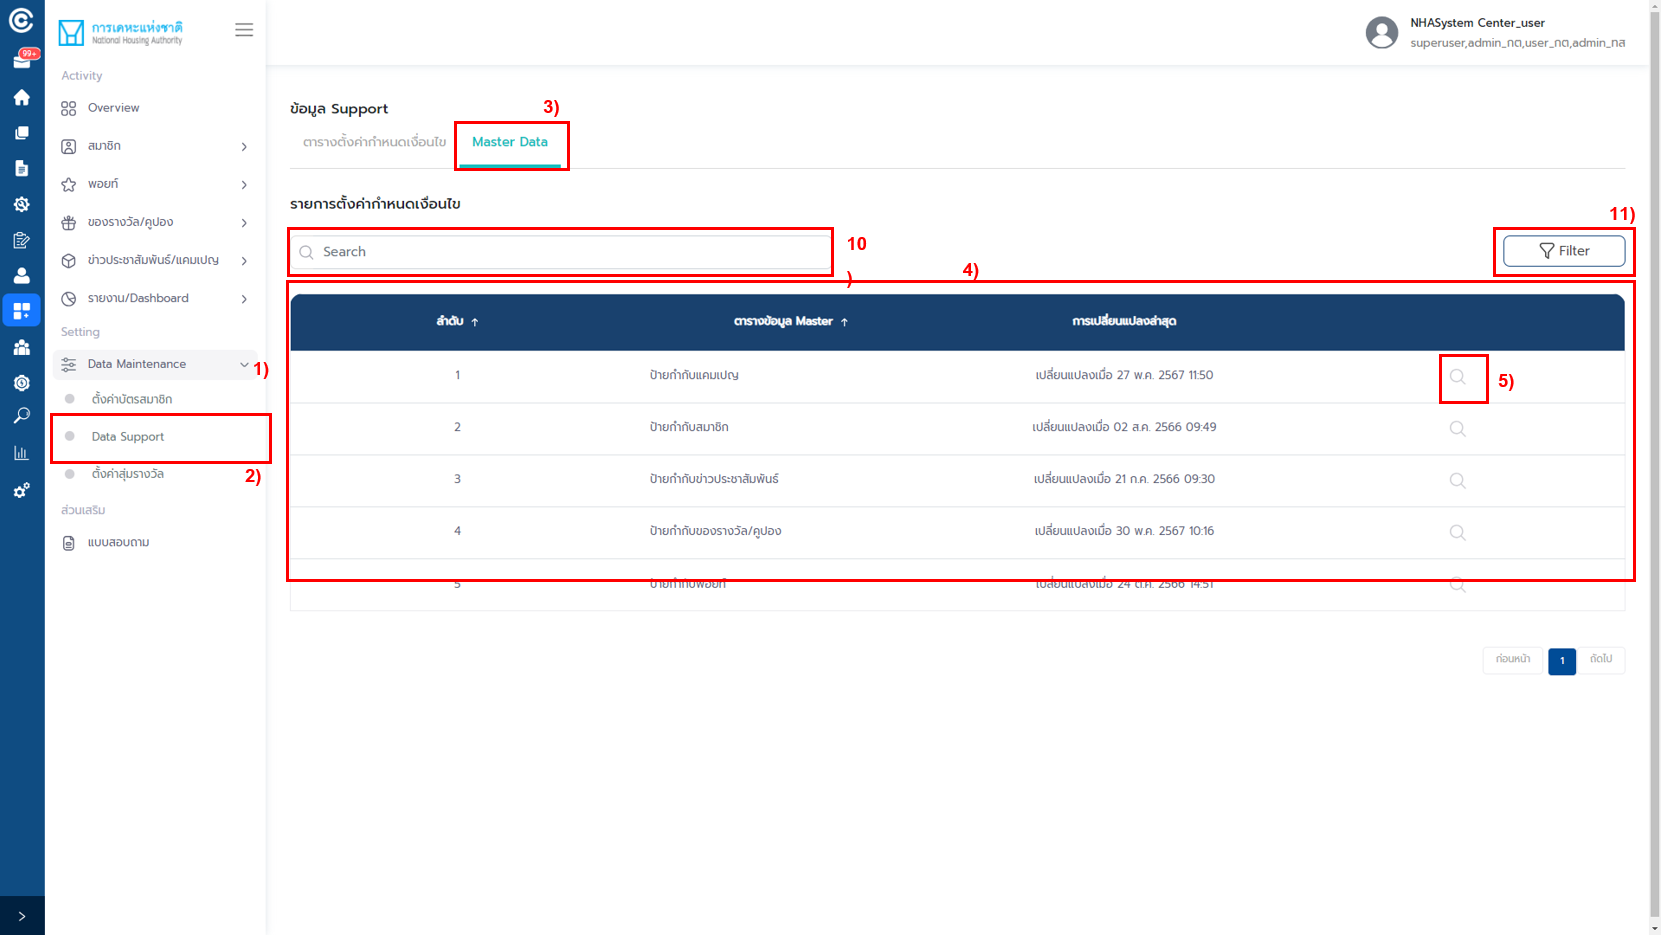 99+
การเคหะแห่งชาติ
National Housing Authority
NHASystem Center_user
superuser,admin_กต,user_กต,admin_กส
Activity
Overview
สมาชิก
พอยท์
ของรางวัล/คูปอง
ข่าวประชาสัมพันธ์/แคมเปญ
รายงาน/Dashboard
Setting
Data Maintenance
1)
ตั้งค่าบัตรสมาชิก
Data Support
2)
ตั้งค่าสุ่มรางวัล
ส่วนเสริม
แบบสอบถาม
ข้อมูล Support
3)
ตารางตั้งค่ากำหนดเงื่อนไข Master Data
รายการตั้งค่ากำหนดเงื่อนไข
11)
Search
10
)
Filter
4)
ลำดับ ↑ ตารางข้อมูล Master ↑ การเปลี่ยนแปลงล่าสุด
1 ป้ายกำกับแคมเปญ เปลี่ยนแปลงเมื่อ 27 พ.ค. 2567 11:50
5)
2 ป้ายกำกับสมาชิก เปลี่ยนแปลงเมื่อ 02 ส.ค. 2566 09:49
3 ป้ายกำกับข่าวประชาสัมพันธ์ เปลี่ยนแปลงเมื่อ 21 ก.ค. 2566 09:30
4 ป้ายกำกับของรางวัล/คูปอง เปลี่ยนแปลงเมื่อ 30 พ.ค. 2567 10:16
5 ป้ายกำกับพอยท์ เปลี่ยนแปลงเมื่อ 24 ต.ค. 2566 14:51
ก่อนหน้า 1 ถัดไป